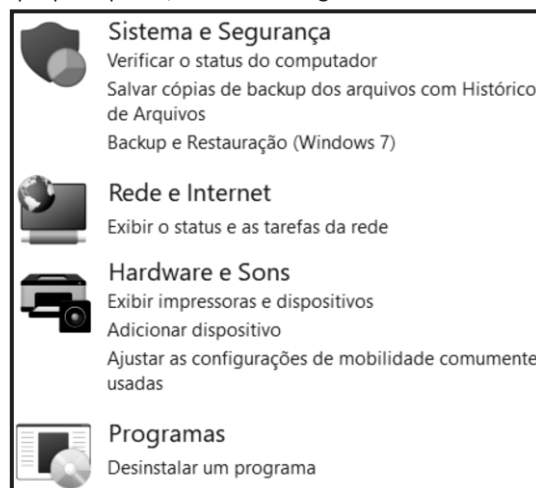 Sistema e Segurança
Verificar o status do computador
Salvar cópias de backup dos arquivos com Histórico
de Arquivos
Backup e Restauração (Windows 7)
Rede e Internet
Exibir o status e as tarefas da rede
Hardware e Sons
Exibir impressoras e dispositivos
Adicionar dispositivo
Ajustar as configurações de mobilidade comumente
usadas
Programas
Desinstalar um programa